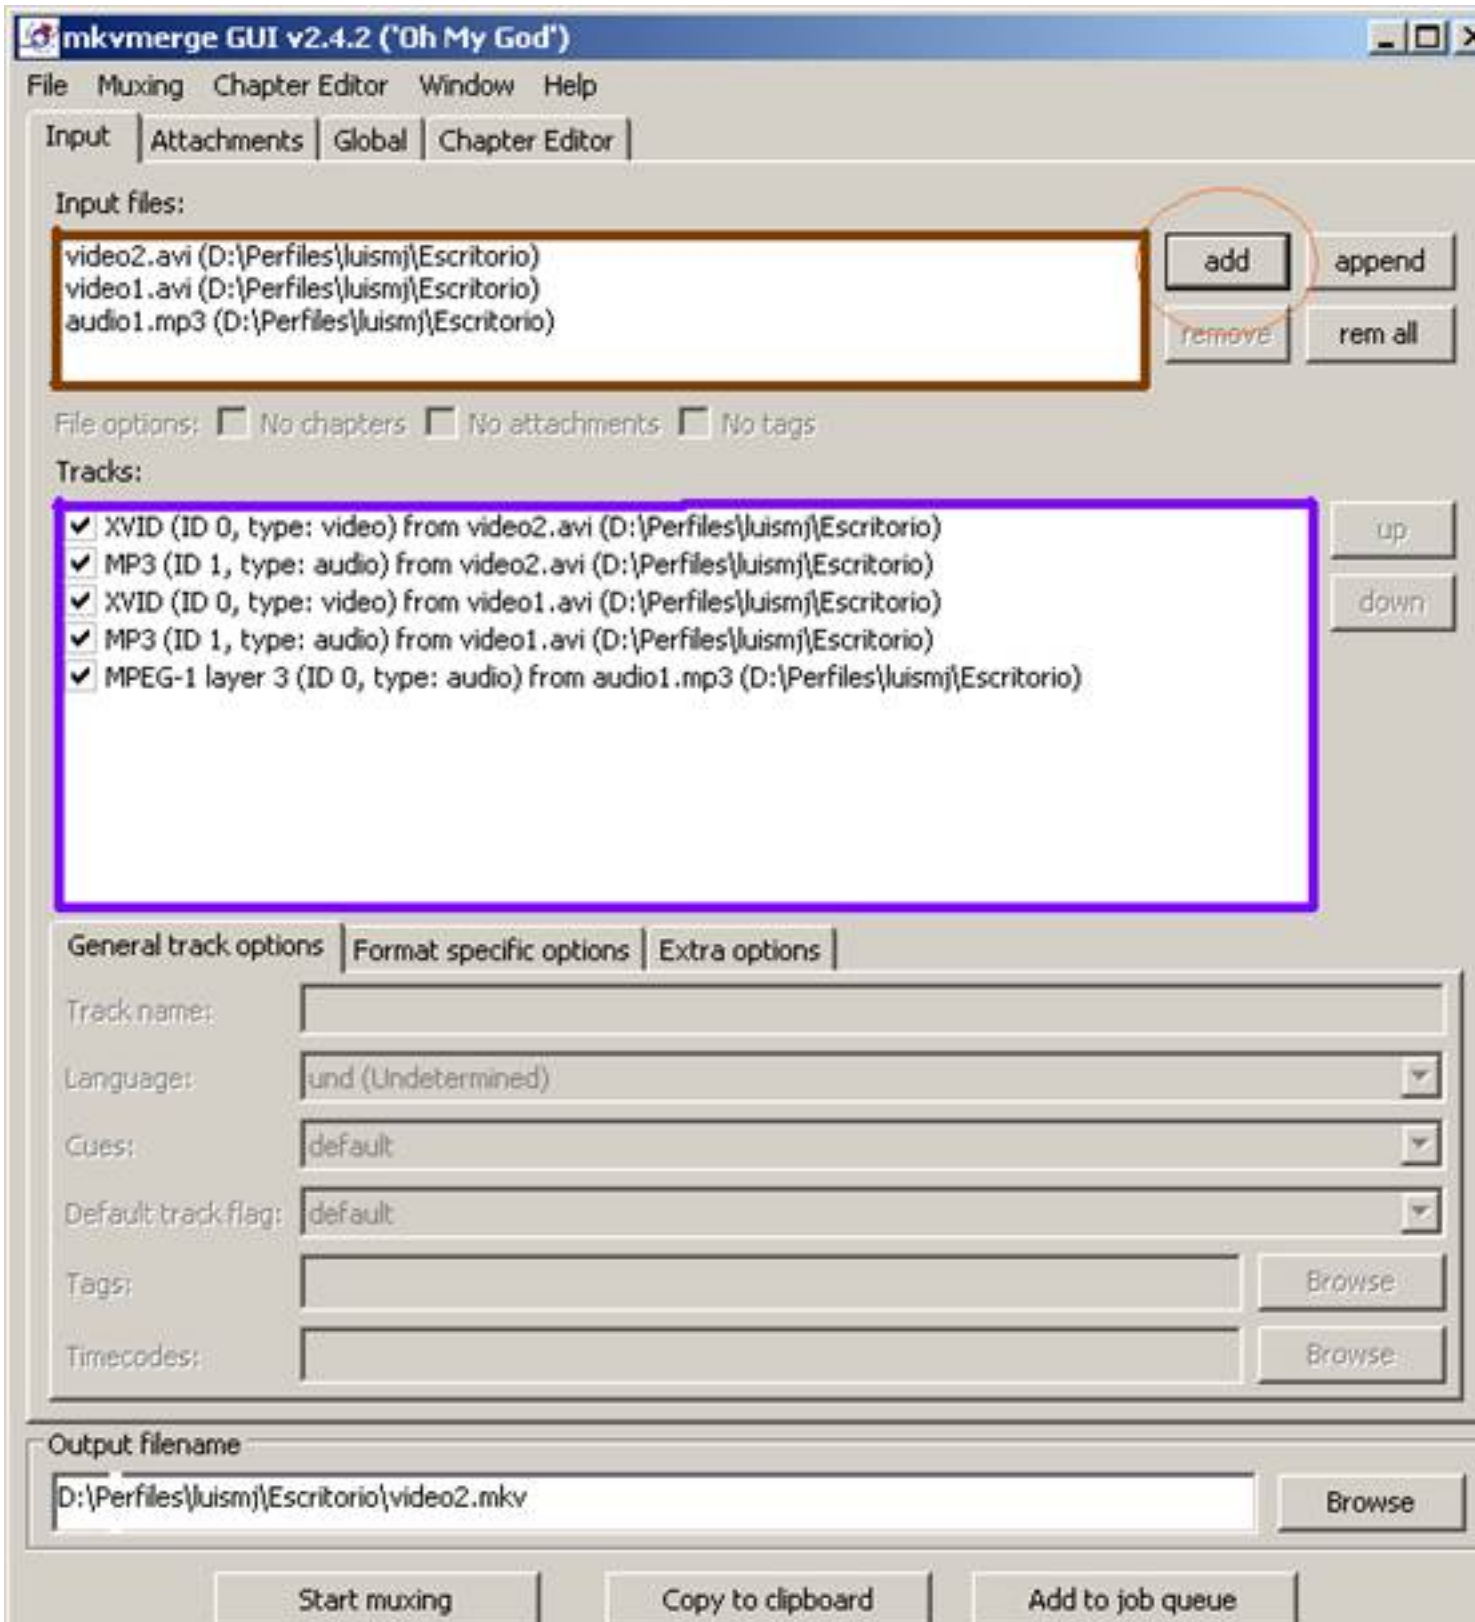 mkvmerge GUI v2.4.2 ('Oh My God')
File Muxing Chapter Editor Window Help
Input Attachments Global Chapter Editor
Input files:
video2.avi (D:\Perfiles\luismj\Escritorio)
video1.avi (D:\Perfiles\luismj\Escritorio)
audio1.mp3 (D:\Perfiles\luismj\Escritorio)
add append
remove rem all
File options: No chapters No attachments No tags
Tracks:
XVID (ID 0, type: video) from video2.avi (D:\Perfiles\luismj\Escritorio)
MP3 (ID 1, type: audio) from video2.avi (D:\Perfiles\luismj\Escritorio)
XVID (ID 0, type: video) from video1.avi (D:\Perfiles\luismj\Escritorio)
MP3 (ID 1, type: audio) from video1.avi (D:\Perfiles\luismj\Escritorio)
MPEG-1 layer 3 (ID 0, type: audio) from audio1.mp3 (D:\Perfiles\luismj\Escritorio)
up
down
General track options Format specific options Extra options
Track name:
Language: und (Undetermined)
Cues: default
Default track flag: default
Tags: Browse
Timecodes: Browse
Output filename
D:\Perfiles\luismj\Escritorio\video2.mkv Browse
Start muxing Copy to clipboard Add to job queue